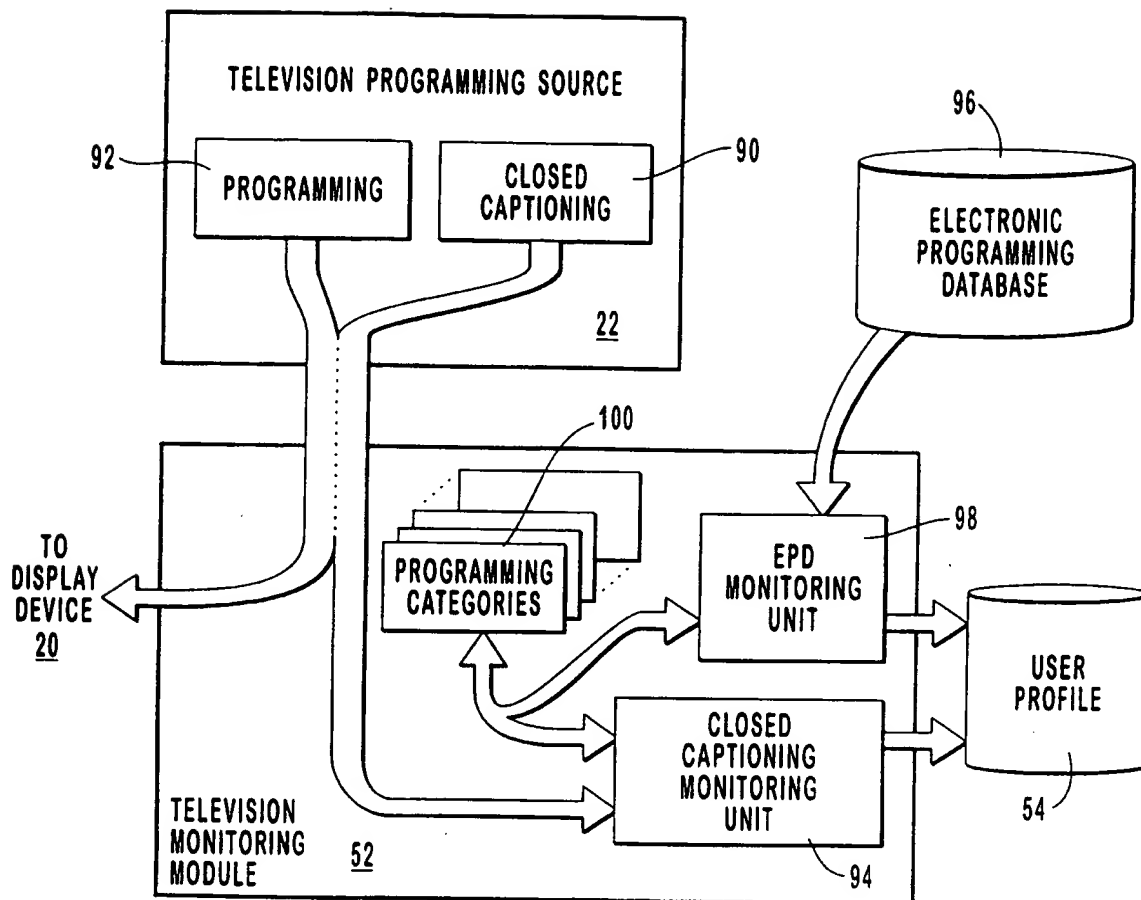 TELEVISION PROGRAMMING SOURCE
92
PROGRAMMING
CLOSED
CAPTIONING
90
22
96
ELECTRONIC
PROGRAMMING
DATABASE
100
PROGRAMMING
CATEGORIES
98
EPD
MONITORING
UNIT
TO
DISPLAY
DEVICE
20
USER
PROFILE
54
CLOSED
CAPTIONING
MONITORING
UNIT
94
TELEVISION
MONITORING
MODULE
52